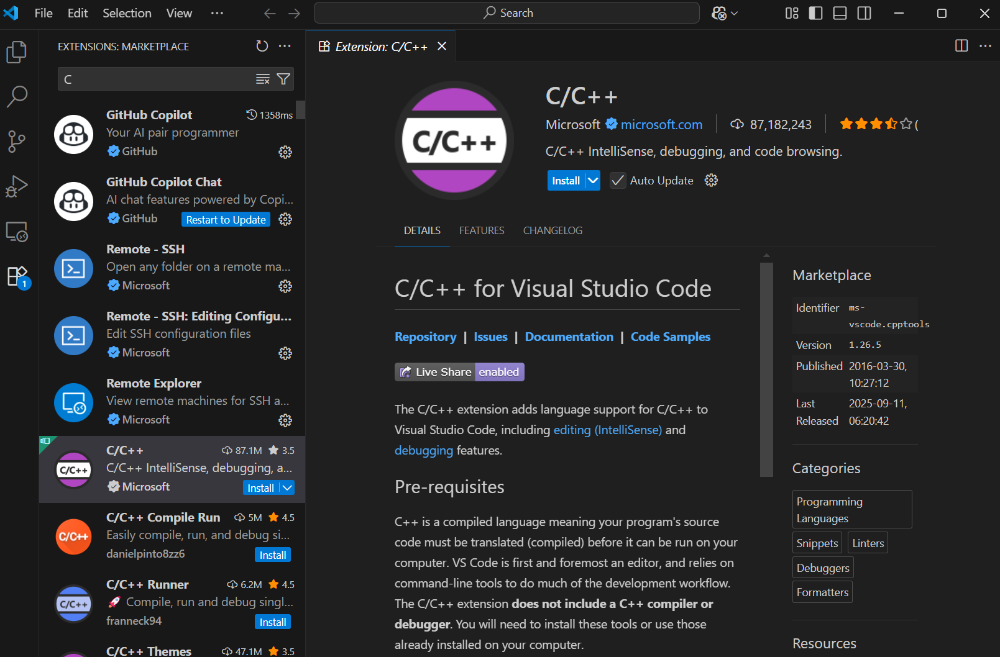 File Edit Selection View ··· Search
EXTENSIONS: MARKETPLACE
C
GitHub Copilot 1358ms
Your AI pair programmer
GitHub
GitHub Copilot Chat
AI chat features powered by Copi...
GitHub Restart to Update
Remote - SSH
Open any folder on a remote ma...
Microsoft
Remote - SSH: Editing Configu...
Edit SSH configuration files
Microsoft
Remote Explorer
View remote machines for SSH a...
Microsoft
C/C++ 87.1M 3.5
C/C++ IntelliSense, debugging, a...
Microsoft Install
C/C++
C/C++ Compile Run 5M 4.5
Easily compile, run, and debug si...
danielpinto8zz6 Install
C/C++
C/C++ Runner 6.2M 4.5
🚀 Compile, run and debug singl...
franneck94 Install
C/C++
C/C++ Themes 47.1M 3.5
1
Extension: C/C++
C/C++
C/C++
Microsoft microsoft.com 87,182,243 (
C/C++ IntelliSense, debugging, and code browsing.
Install Auto Update
DETAILS FEATURES CHANGELOG
C/C++ for Visual Studio Code
Repository | Issues | Documentation | Code Samples
Live Share enabled
The C/C++ extension adds language support for C/C++ to
Visual Studio Code, including editing (IntelliSense) and
debugging features.
Pre-requisites
C++ is a compiled language meaning your program's source
code must be translated (compiled) before it can be run on your
computer. VS Code is first and foremost an editor, and relies on
command-line tools to do much of the development workflow.
The C/C++ extension does not include a C++ compiler or
debugger. You will need to install these tools or use those
already installed on your computer.
Marketplace
Identifier ms-
vscode.cpptools
Version 1.26.5
Published 2016-03-30,
10:27:12
Last 2025-09-11,
Released 06:20:42
Categories
Programming
Languages
Snippets Linters
Debuggers
Formatters
Resources